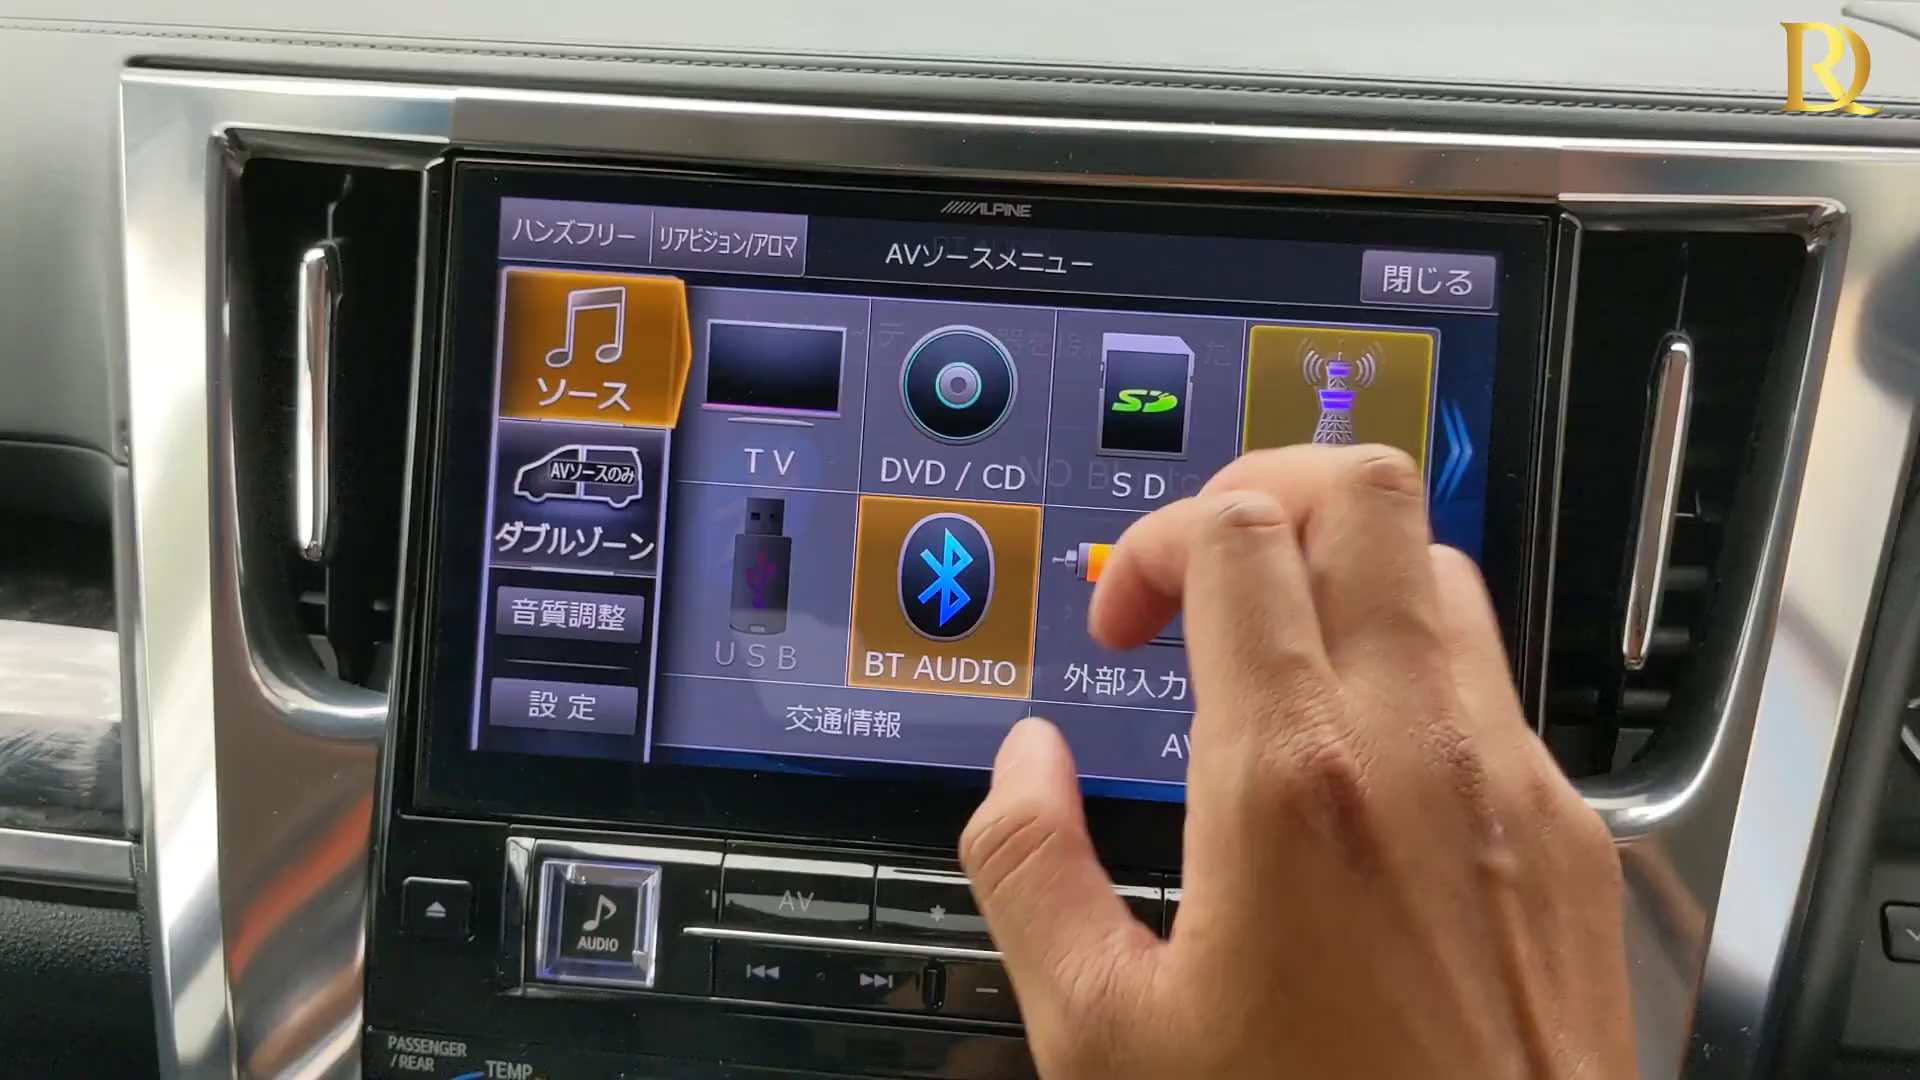 ALPINE
ハンズフリー
リアビジョン/アロマ
AVソースメニュー
閉じる
ソース
TV
DVD / CD
SD
AVソースのみ
ダブルゾーン
USB
BT AUDIO
外部入力
音質調整
設定
交通情報
AV
AV
AUDIO
PASSENGER
/REAR
TEMP